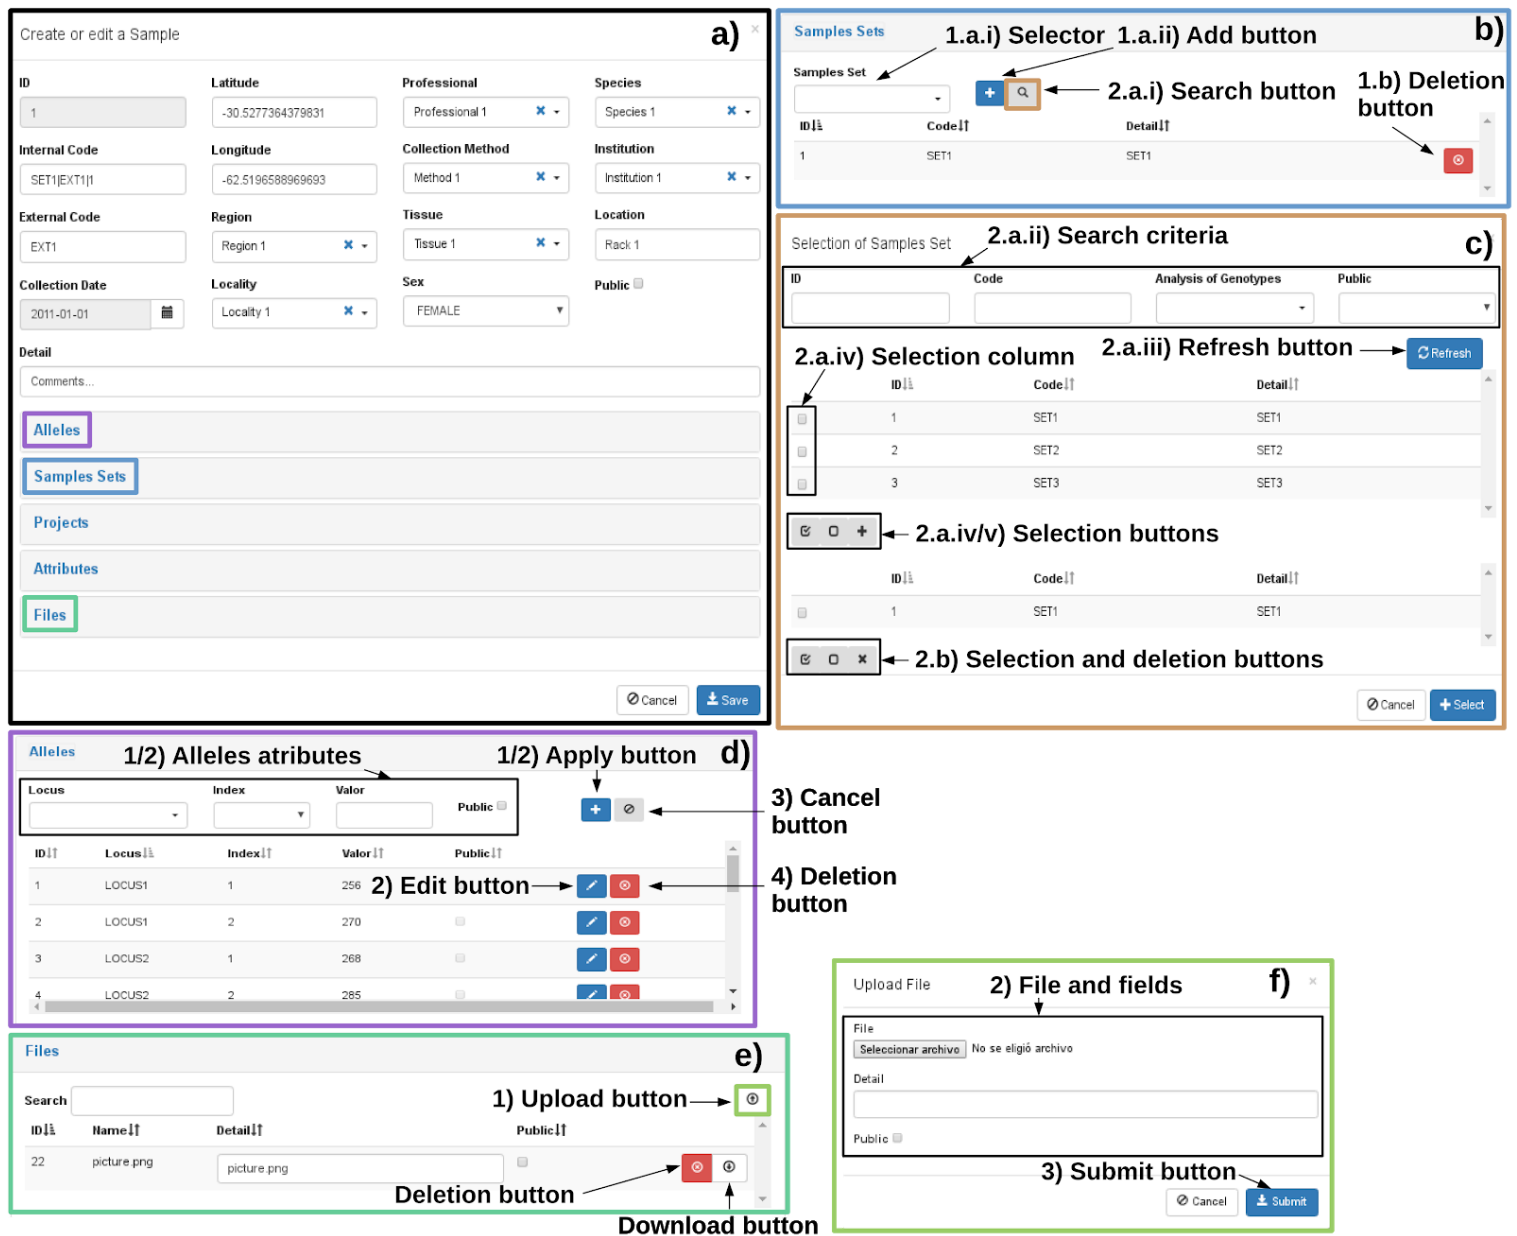 Create or edit a Sample
a)
×
ID
Latitude
Professional
Species
1
-30.5277364379831
Professional 1
Species 1
Internal Code
Longitude
Collection Method
Institution
SET1|EXT1|1
-62.5196588969693
Method 1
Institution 1
External Code
Region
Tissue
Location
EXT1
Region 1
Tissue 1
Rack 1
Collection Date
Locality
Sex
Public
2011-01-01
Locality 1
FEMALE
Detail
Comments...
Alleles
Samples Sets
Projects
Attributes
Files
Cancel
Save
Samples Sets
b)
1.a.i) Selector
1.a.ii) Add button
Samples Set
2.a.i) Search button
1.b) Deletion
button
ID
Code
Detail
1
SET1
SET1
Selection of Samples Set
2.a.ii) Search criteria
c)
ID
Code
Analysis of Genotypes
Public
2.a.iv) Selection column
2.a.iii) Refresh button
Refresh
ID
Code
Detail
1
SET1
SET1
2
SET2
SET2
3
SET3
SET3
2.a.iv/v) Selection buttons
ID
Code
Detail
1
SET1
SET1
2.b) Selection and deletion buttons
Cancel
Select
Alleles
1/2) Alleles atributes
1/2) Apply button
d)
Locus
Index
Valor
Public
3) Cancel
button
ID
Locus
Index
Valor
Public
1
LOCUS1
1
256
2) Edit button
4) Deletion
button
2
LOCUS1
2
270
3
LOCUS2
1
268
4
LOCUS2
2
285
Files
e)
Search
1) Upload button
ID
Name
Detail
Public
22
picture.png
picture.png
Deletion button
Download button
Upload File
2) File and fields
f)
×
File
Seleccionar archivo
No se eligió archivo
Detail
Public
3) Submit button
Cancel
Submit